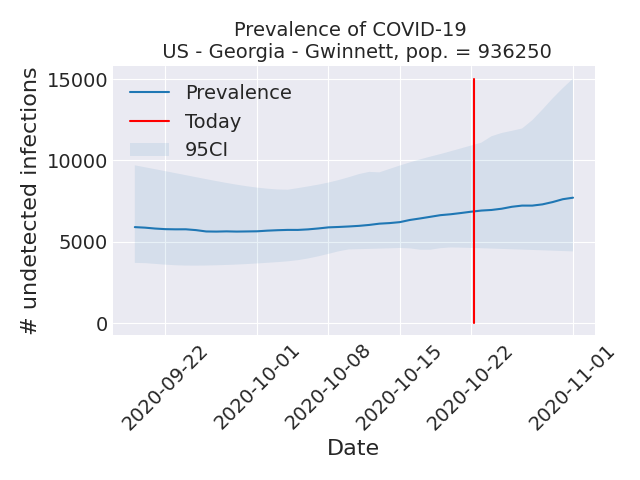 Prevalence of COVID-19
US - Georgia - Gwinnett, pop. = 936250
# undetected infections
15000
10000
5000
0
Prevalence
Today
95CI
2020-09-22
2020-10-01
2020-10-08
2020-10-15
2020-10-22
2020-11-01
Date